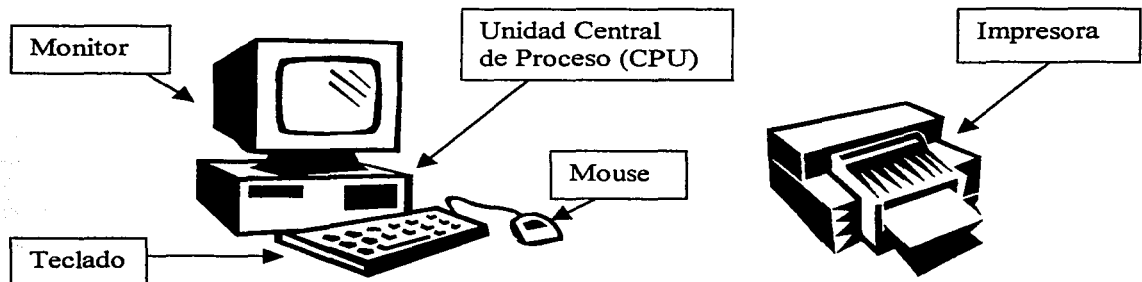 Monitor
Unidad Central
de Proceso (CPU)
Impresora
Mouse
Teclado